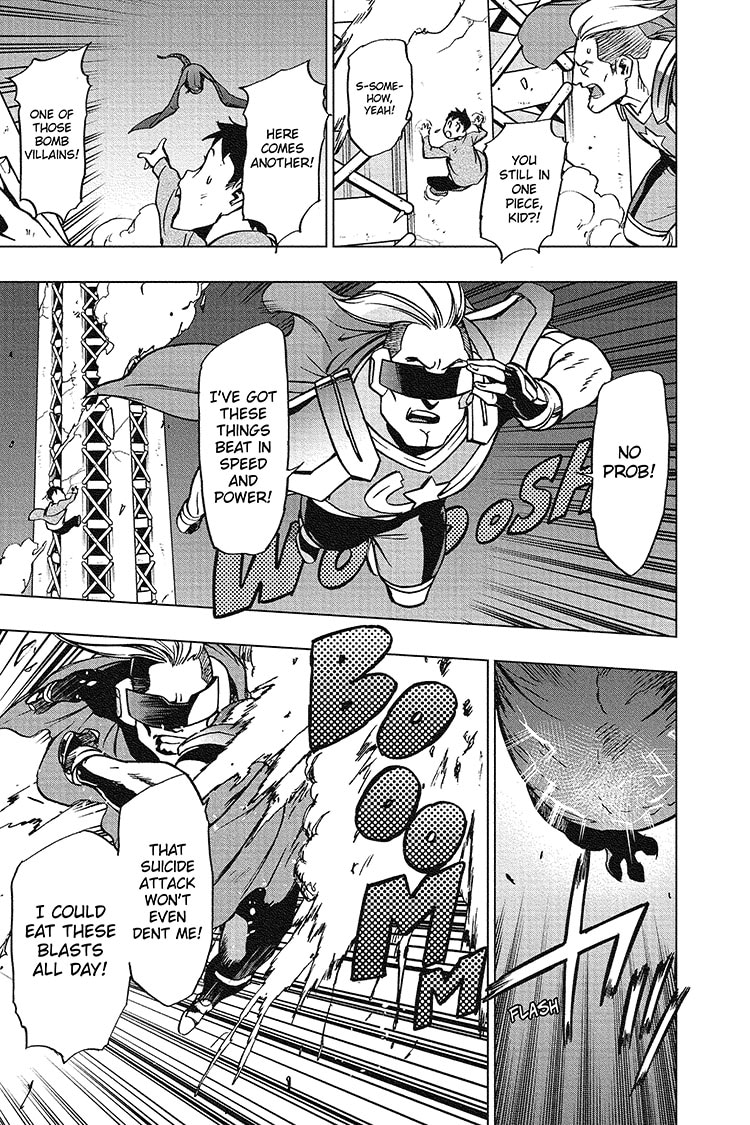 YOU
STILL IN
ONE
PIECE,
KID?!
S-SOME-
HOW,
YEAH!
HERE
COMES
ANOTHER!
ONE OF
THOSE
BOMB
VILLAINS!
NO
PROB!
I'VE GOT
THESE
THINGS
BEAT IN
SPEED
AND
POWER!
C
WOOOOSH
FLASH
BOOOMM
THAT
SUICIDE
ATTACK
WON'T
EVEN
DENT ME!
I COULD
EAT THESE
BLASTS
ALL DAY!